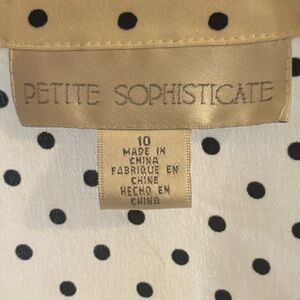 PETITE SOPHISTICATE
10
MADE IN
CHINA
FABRIQUE EN
CHINE
HECHO EN
CHINA